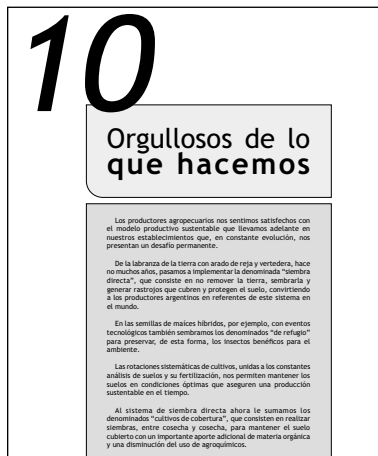 10
Orgullosos de lo
que hacemos
Los productores agropecuarios nos sentimos satisfechos con
el modelo productivo sustentable que llevamos adelante en
nuestros establecimientos que, en constante evolución, nos
presentan un desafío permanente.
De la labranza de la tierra con arado de reja y vertedera, hace
no muchos años, pasamos a implementar la denominada “siembra
directa”, que consiste en no remover la tierra, sembrarla y
generar rastrojos que cubren y protegen el suelo, convirtiendo
a los productores argentinos en referentes de este sistema en
el mundo.
En las semillas de maíces híbridos, por ejemplo, con eventos
tecnológicos también sembramos los denominados “de refugio”
para preservar, de esta forma, los insectos benéficos para el
ambiente.
Las rotaciones sistemáticas de cultivos, unidas a los constantes
análisis de suelos y su fertilización, nos permiten mantener los
suelos en condiciones óptimas que aseguren una producción
sustentable en el tiempo.
Al sistema de siembra directa ahora le sumamos los
denominados “cultivos de cobertura”, que consisten en realizar
siembras, entre cosecha y cosecha, para mantener el suelo
cubierto con un importante aporte adicional de materia orgánica
y una disminución del uso de agroquímicos.